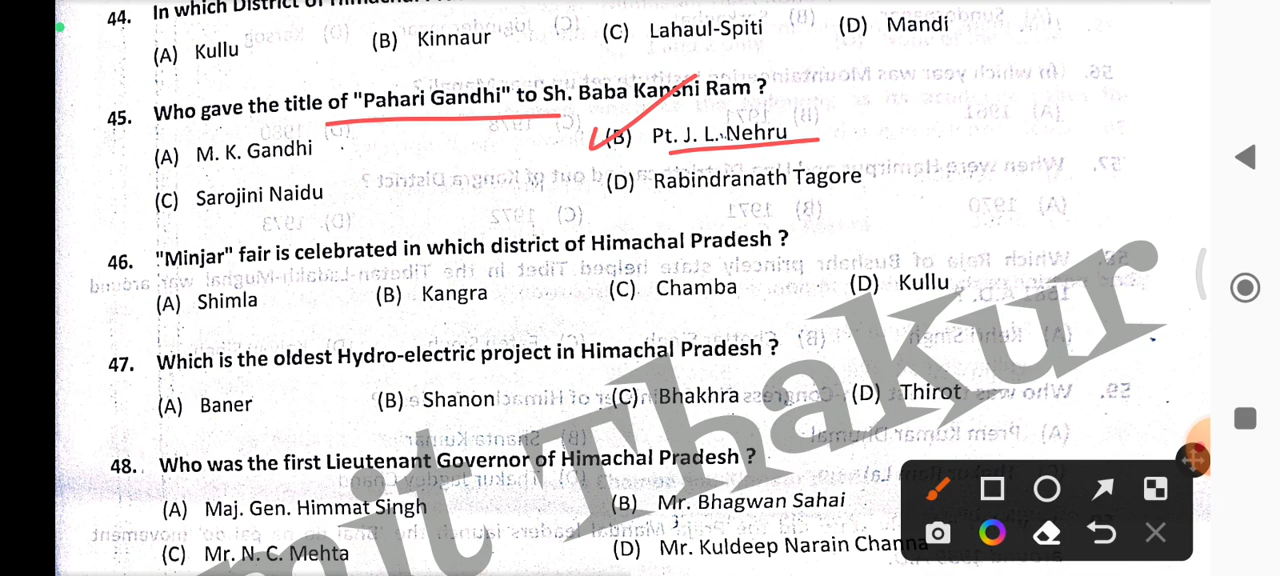 44. In which District of
(A) Kullu (B) Kinnaur (C) Lahaul-Spiti (D) Mandi
45. Who gave the title of "Pahari Gandhi" to Sh. Baba Kanshi Ram ?
(A) M. K. Gandhi (B) Pt. J. L. Nehru
(C) Sarojini Naidu (D) Rabindranath Tagore
46. "Minjar" fair is celebrated in which district of Himachal Pradesh ?
(A) Shimla (B) Kangra (C) Chamba (D) Kullu
47. Which is the oldest Hydro-electric project in Himachal Pradesh ?
(A) Baner (B) Shanon (C) Bhakhra (D) Thirot
48. Who was the first Lieutenant Governor of Himachal Pradesh ?
(A) Maj. Gen. Himmat Singh (B) Mr. Bhagwan Sahai
(C) Mr. N. C. Mehta (D) Mr. Kuldeep Narain Chann
mit Thakur